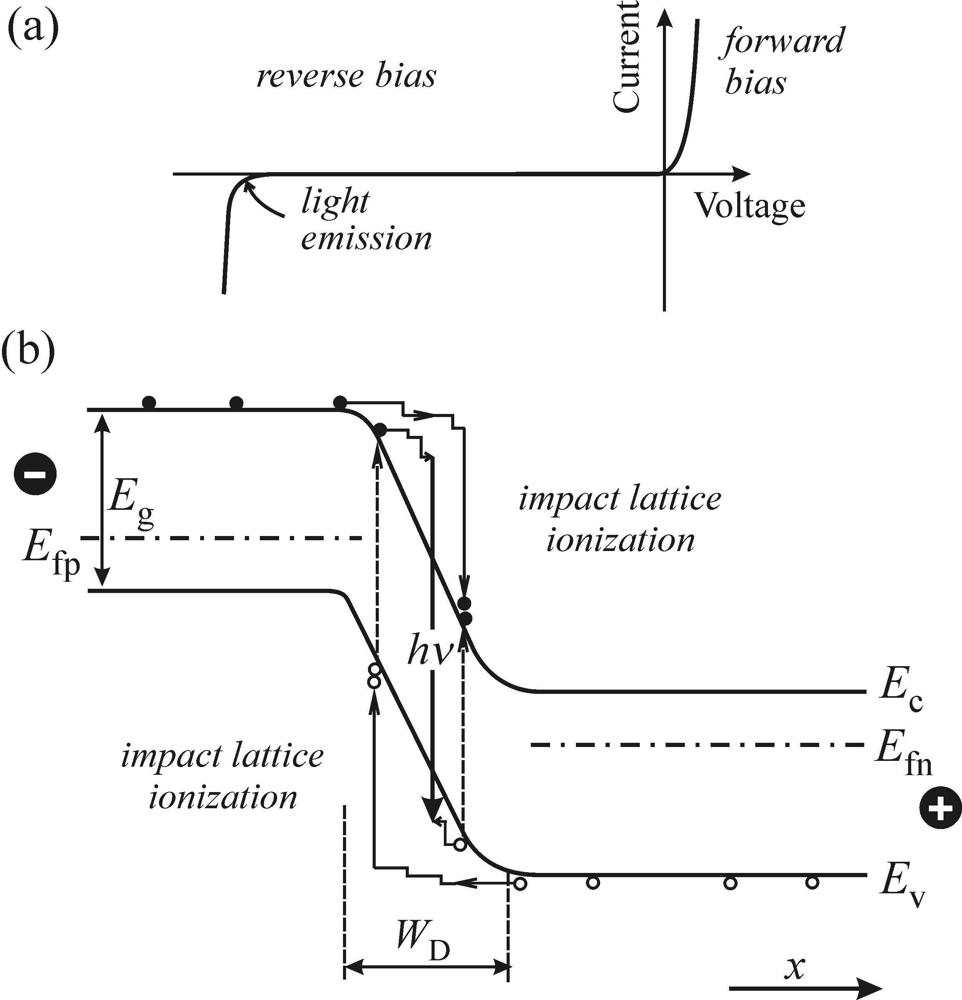 (a)
Current
forward
bias
reverse bias
light
emission
Voltage
(b)
−
E_g
E_fp
impact lattice
ionization
hν
E_c
E_fn
impact lattice
ionization
+
E_v
W_D
x